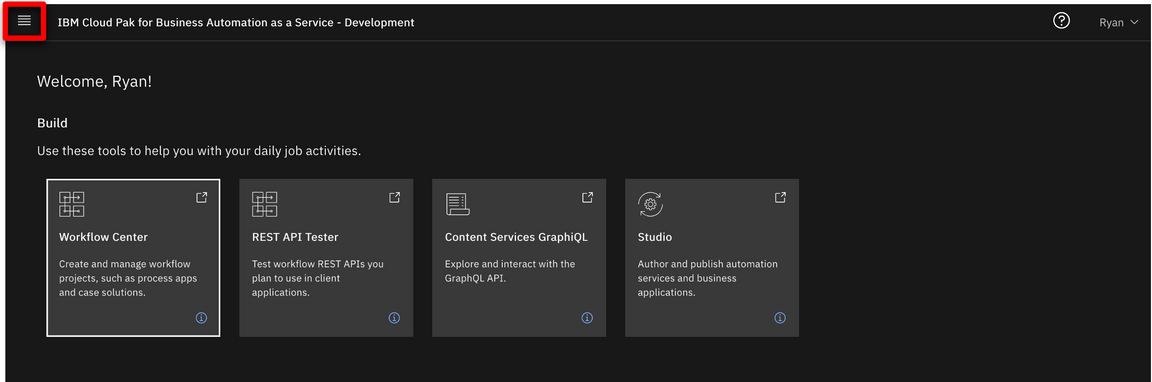 IBM Cloud Pak for Business Automation as a Service - Development
Ryan
Welcome, Ryan!
Build
Use these tools to help you with your daily job activities.
Workflow Center
Create and manage workflow
projects, such as process apps
and case solutions.
REST API Tester
Test workflow REST APIs you
plan to use in client
applications.
Content Services GraphiQL
Explore and interact with the
GraphQL API.
Studio
Author and publish automation
services and business
applications.